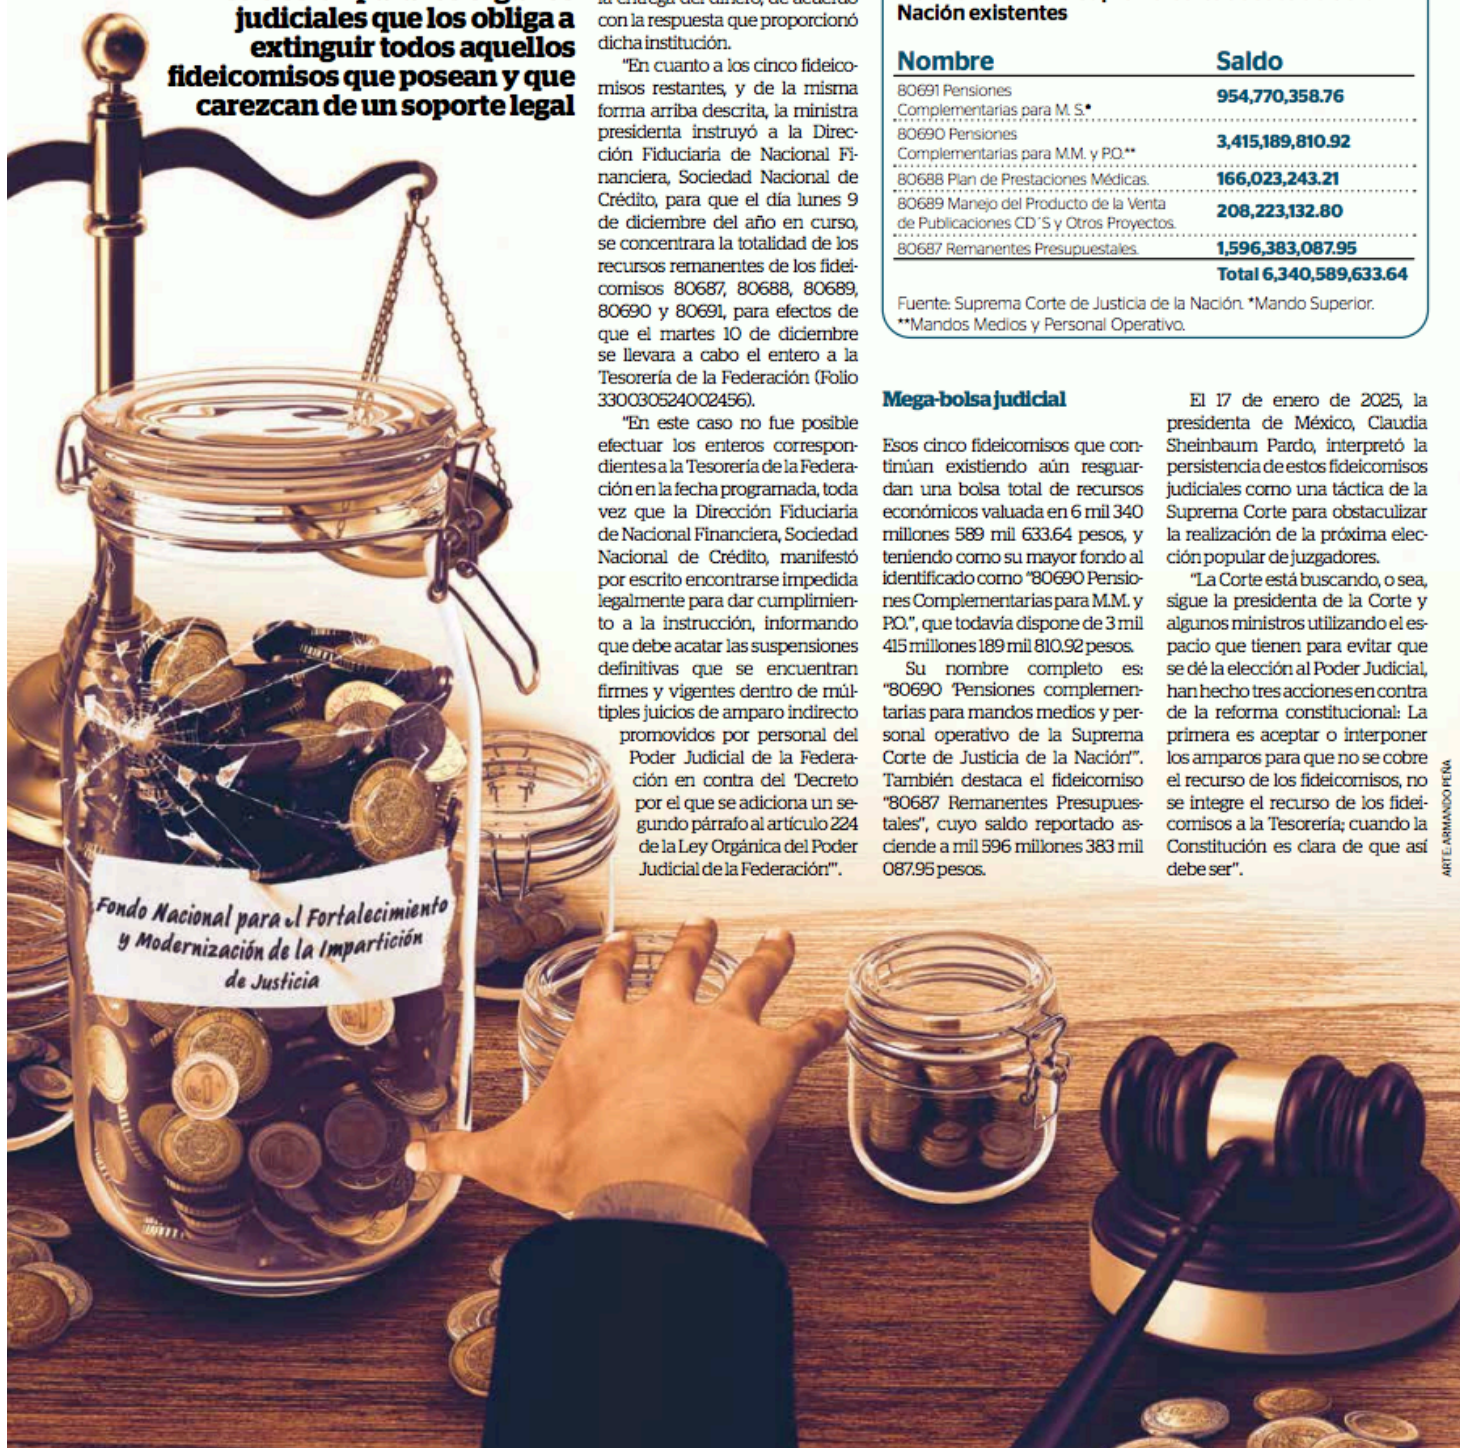 judiciales que los obliga a
extinguir todos aquellos
fideicomisos que posean y que
carezcan de un soporte legal
con la respuesta que proporcionó
dicha institución.
"En cuanto a los cinco fideico-
misos restantes, y de la misma
forma arriba descrita, la ministra
presidenta instruyó a la Direc-
ción Fiduciaria de Nacional Fi-
nanciera, Sociedad Nacional de
Crédito, para que el día lunes 9
de diciembre del año en curso,
se concentrara la totalidad de los
recursos remanentes de los fidei-
comisos 80687, 80688, 80689,
80690 y 80691, para efectos de
que el martes 10 de diciembre
se llevara a cabo el entero a la
Tesorería de la Federación (Folio
330030524002456).
"En este caso no fue posible
efectuar los enteros correspon-
dientes a la Tesorería de la Federa-
ción en la fecha programada, toda
vez que la Dirección Fiduciaria
de Nacional Financiera, Sociedad
Nacional de Crédito, manifestó
por escrito encontrarse impedida
legalmente para dar cumplimien-
to a la instrucción, informando
que debe acatar las suspensiones
definitivas que se encuentran
firmes y vigentes dentro de múl-
tiples juicios de amparo indirecto
promovidos por personal del
Poder Judicial de la Federa-
ción en contra del 'Decreto
por el que se adiciona un se-
gundo párrafo al artículo 224
de la Ley Orgánica del Poder
Judicial de la Federación'".
Nación existentes
Nombre Saldo
80691 Pensiones
Complementarias para M. S.* 954,770,358.76
80690 Pensiones
Complementarias para M.M. y P.O.** 3,415,189,810.92
80688 Plan de Prestaciones Médicas. 166,023,243.21
80689 Manejo del Producto de la Venta
de Publicaciones CD´S y Otros Proyectos. 208,223,132.80
80687 Remanentes Presupuestales. 1,596,383,087.95
Total 6,340,589,633.64
Fuente: Suprema Corte de Justicia de la Nación. *Mando Superior.
**Mandos Medios y Personal Operativo.
Mega-bolsa judicial
Esos cinco fideicomisos que con-
tinúan existiendo aún resguar-
dan una bolsa total de recursos
económicos valuada en 6 mil 340
millones 589 mil 633.64 pesos, y
teniendo como su mayor fondo al
identificado como "80690 Pensio-
nes Complementarias para M.M. y
P.O.", que todavía dispone de 3 mil
415 millones 189 mil 810.92 pesos.
Su nombre completo es:
"80690 'Pensiones complemen-
tarias para mandos medios y per-
sonal operativo de la Suprema
Corte de Justicia de la Nación'".
También destaca el fideicomiso
"80687 Remanentes Presupues-
tales", cuyo saldo reportado as-
ciende a mil 596 millones 383 mil
087.95 pesos.
El 17 de enero de 2025, la
presidenta de México, Claudia
Sheinbaum Pardo, interpretó la
persistencia de estos fideicomisos
judiciales como una táctica de la
Suprema Corte para obstaculizar
la realización de la próxima elec-
ción popular de juzgadores.
"La Corte está buscando, o sea,
sigue la presidenta de la Corte y
algunos ministros utilizando el es-
pacio que tienen para evitar que
se dé la elección al Poder Judicial,
han hecho tres acciones en contra
de la reforma constitucional: La
primera es aceptar o interponer
los amparos para que no se cobre
el recurso de los fideicomisos, no
se integre el recurso de los fidei-
comisos a la Tesorería; cuando la
Constitución es clara de que así
debe ser".
ARTE: ARMANDO PEÑA
Fondo Nacional para el Fortalecimiento
y Modernización de la Impartición
de Justicia